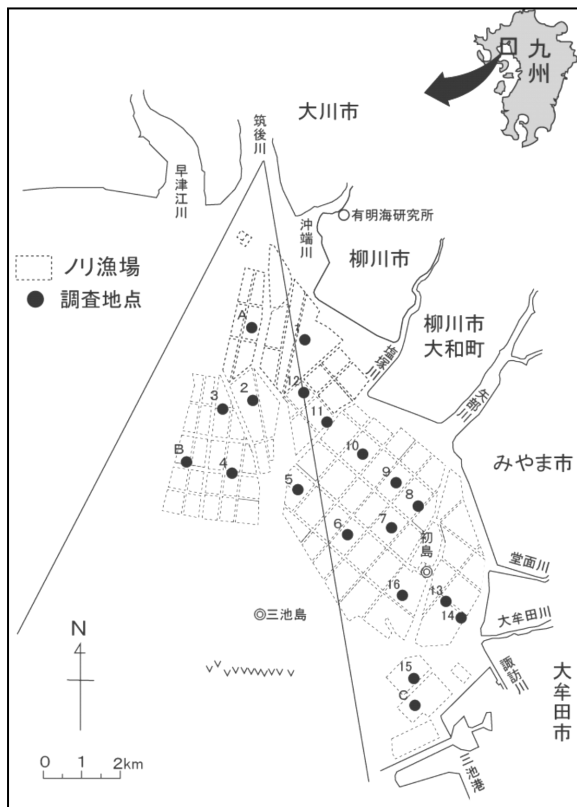 九州
大川市
筑後川
早津江川
有明海研究所
沖端川
ノリ漁場
調査地点
柳川市
柳川市
大和町
塩塚川
矢部川
みやま市
A
1
12
2
3
11
10
B
4
9
5
8
7
6
初島
堂面川
16
13
14
大牟田川
三池島
諏訪川
大牟田市
15
C
三池港
N
0 1 2km